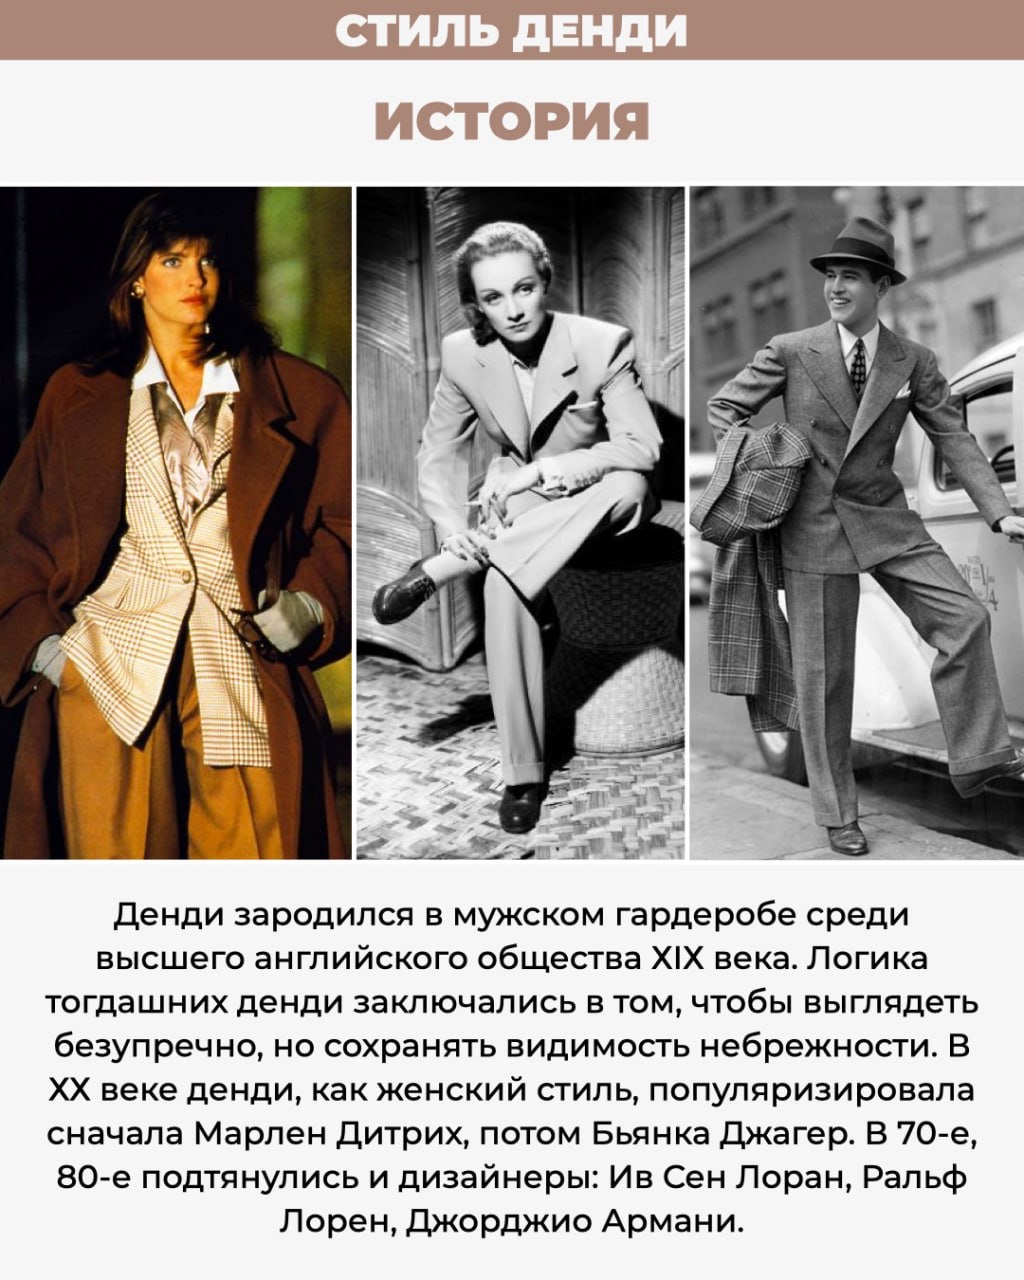 СТИЛЬ ДЕНДИ
ИСТОРИЯ
Денди зародился в мужском гардеробе среди
высшего английского общества XIX века. Логика
тогдашних денди заключались в том, чтобы выглядеть
безупречно, но сохранять видимость небрежности. В
XX веке денди, как женский стиль, популяризировала
сначала Марлен Дитрих, потом Бьянка Джагер. В 70-е,
80-е подтянулись и дизайнеры: Ив Сен Лоран, Ральф
Лорен, Джорджио Армани.